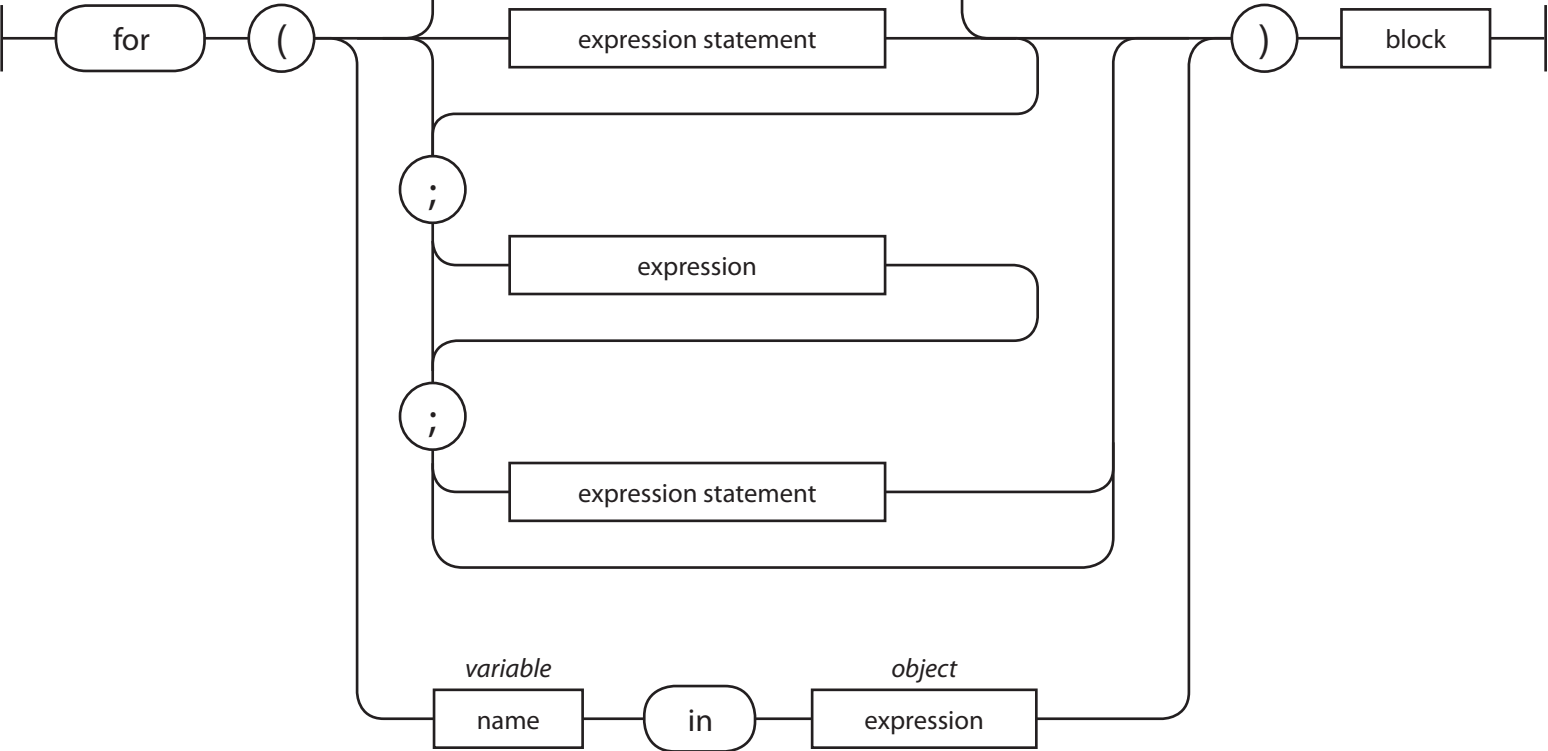 for ( expression statement ) block
;
expression
;
expression statement
variable object
name in expression